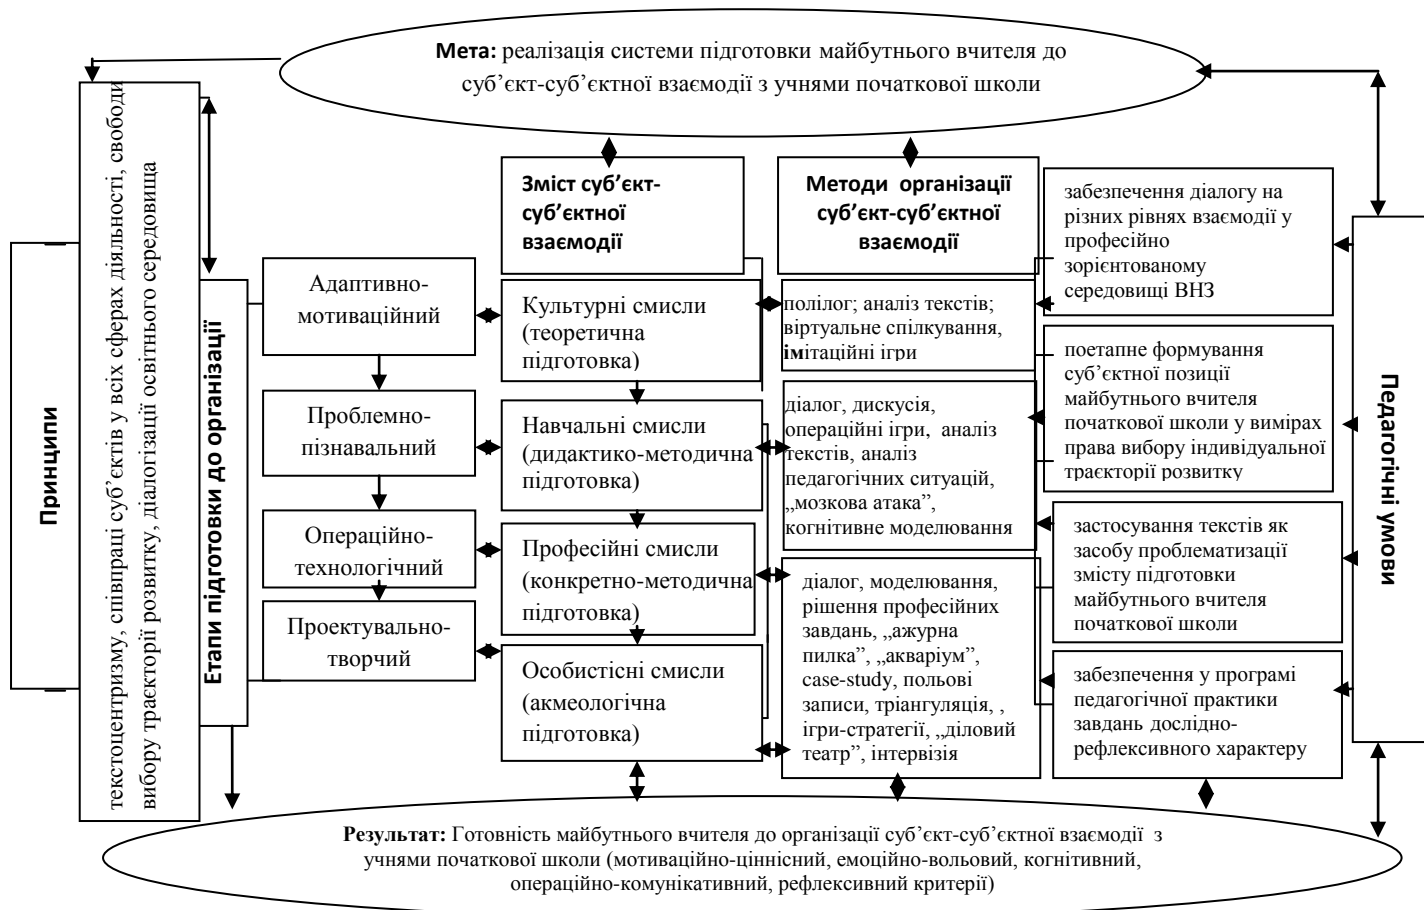 Мета: реалізація системи підготовки майбутнього вчителя до
суб’єкт-суб’єктної взаємодії з учнями початкової школи
Принципи
текстоцентризму, співпраці суб’єктів у всіх сферах діяльності, свободи
вибору траєкторії розвитку, діалогізації освітнього середовища
Етапи підготовки до організації
Адаптивно-
мотиваційний
Проблемно-
пізнавальний
Операційно-
технологічний
Проектувально-
творчий
Зміст суб’єкт-
суб’єктної
взаємодії
Культурні смисли
(теоретична
підготовка)
Навчальні смисли
(дидактико-методична
підготовка)
Професійні смисли
(конкретно-методична
підготовка)
Особистісні смисли
(акмеологічна
підготовка)
Методи організації
суб’єкт-суб’єктної
взаємодії
полілог; аналіз текстів;
віртуальне спілкування,
імітаційні ігри
діалог, дискусія,
операційні ігри, аналіз
текстів, аналіз
педагогічних ситуацій,
„мозкова атака”,
когнітивне моделювання
діалог, моделювання,
рішення професійних
завдань, „ажурна
пилка”, „акваріум”,
case-study, польові
записи, тріангуляція, ,
ігри-стратегії, „діловий
театр”, інтервізія
забезпечення діалогу на
різних рівнях взаємодії у
професійно
зорієнтованому
середовищі ВНЗ
поетапне формування
суб’єктної позиції
майбутнього вчителя
початкової школи у вимірах
права вибору індивідуальної
траєкторії розвитку
застосування текстів як
засобу проблематизації
змісту підготовки
майбутнього вчителя
початкової школи
забезпечення у програмі
педагогічної практики
завдань дослідно-
рефлексивного характеру
Педагогічні умови
Результат: Готовність майбутнього вчителя до організації суб’єкт-суб’єктної взаємодії з
учнями початкової школи (мотиваційно-ціннісний, емоційно-вольовий, когнітивний,
операційно-комунікативний, рефлексивний критерії)